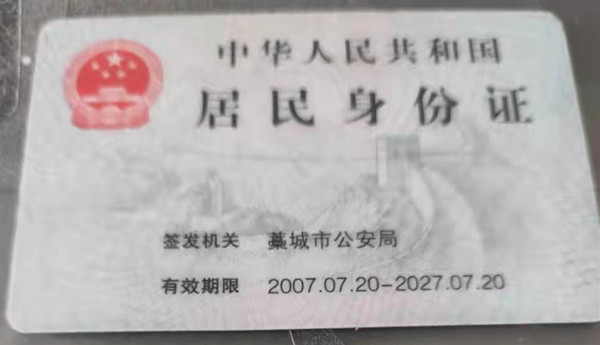 中华人民共和国
居民身份证
签发机关 藁城市公安局
有效期限 2007.07.20-2027.07.20